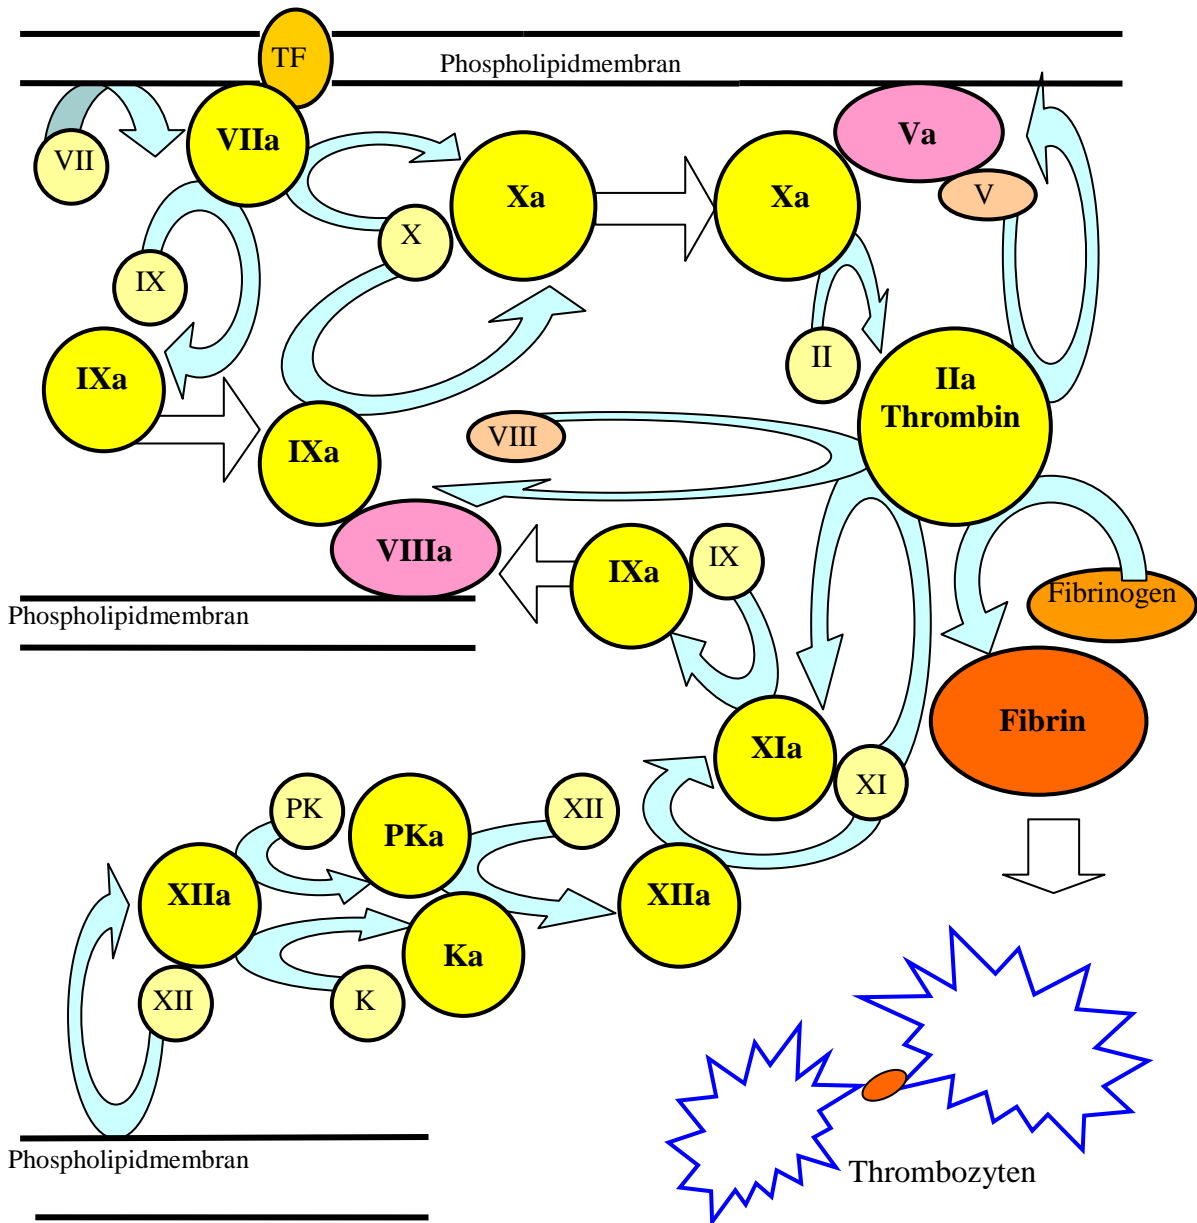 TF
Phospholipidmembran
VII
VIIa
Va
V
X
Xa
Xa
IX
II
IXa
IIa
Thrombin
IXa
VIII
VIIIa
IXa
IX
Phospholipidmembran
Fibrinogen
Fibrin
XIa
XI
PK
PKa
XII
XIIa
XIIa
Ka
XII
K
Phospholipidmembran
Thrombozyten